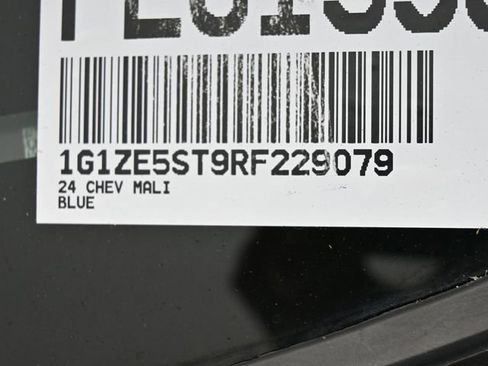 1G1ZE5ST9RF229079
24 CHEV MALI
BLUE